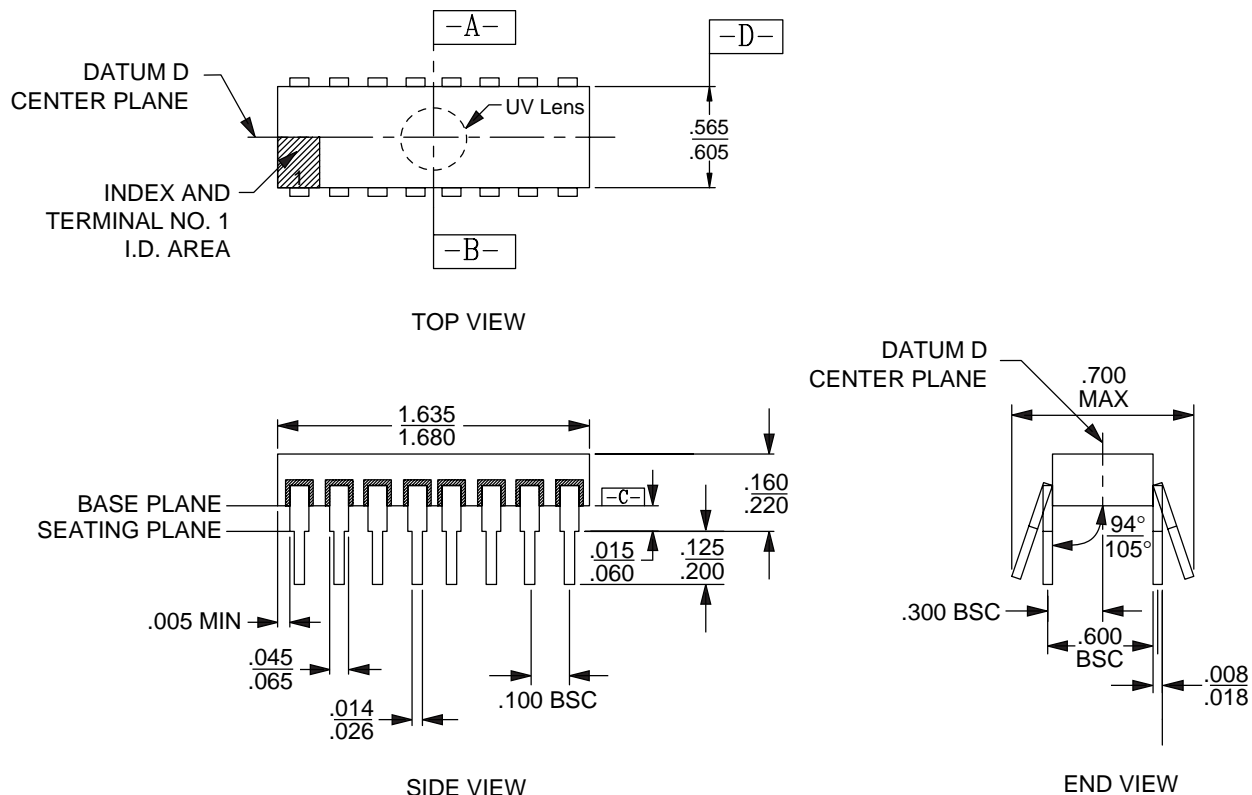 -A-
-D-
DATUM D
CENTER PLANE
UV Lens
.565
.605
1
INDEX AND
TERMINAL NO. 1
I.D. AREA
-B-
TOP VIEW
DATUM D
CENTER PLANE
.700
MAX
1.635
1.680
BASE PLANE
SEATING PLANE
-C-
.160
.220
.015
.060
.125
.200
94°
105°
.005 MIN
.045
.065
.014
.026
.100 BSC
.300 BSC
.600
BSC
.008
.018
SIDE VIEW
END VIEW